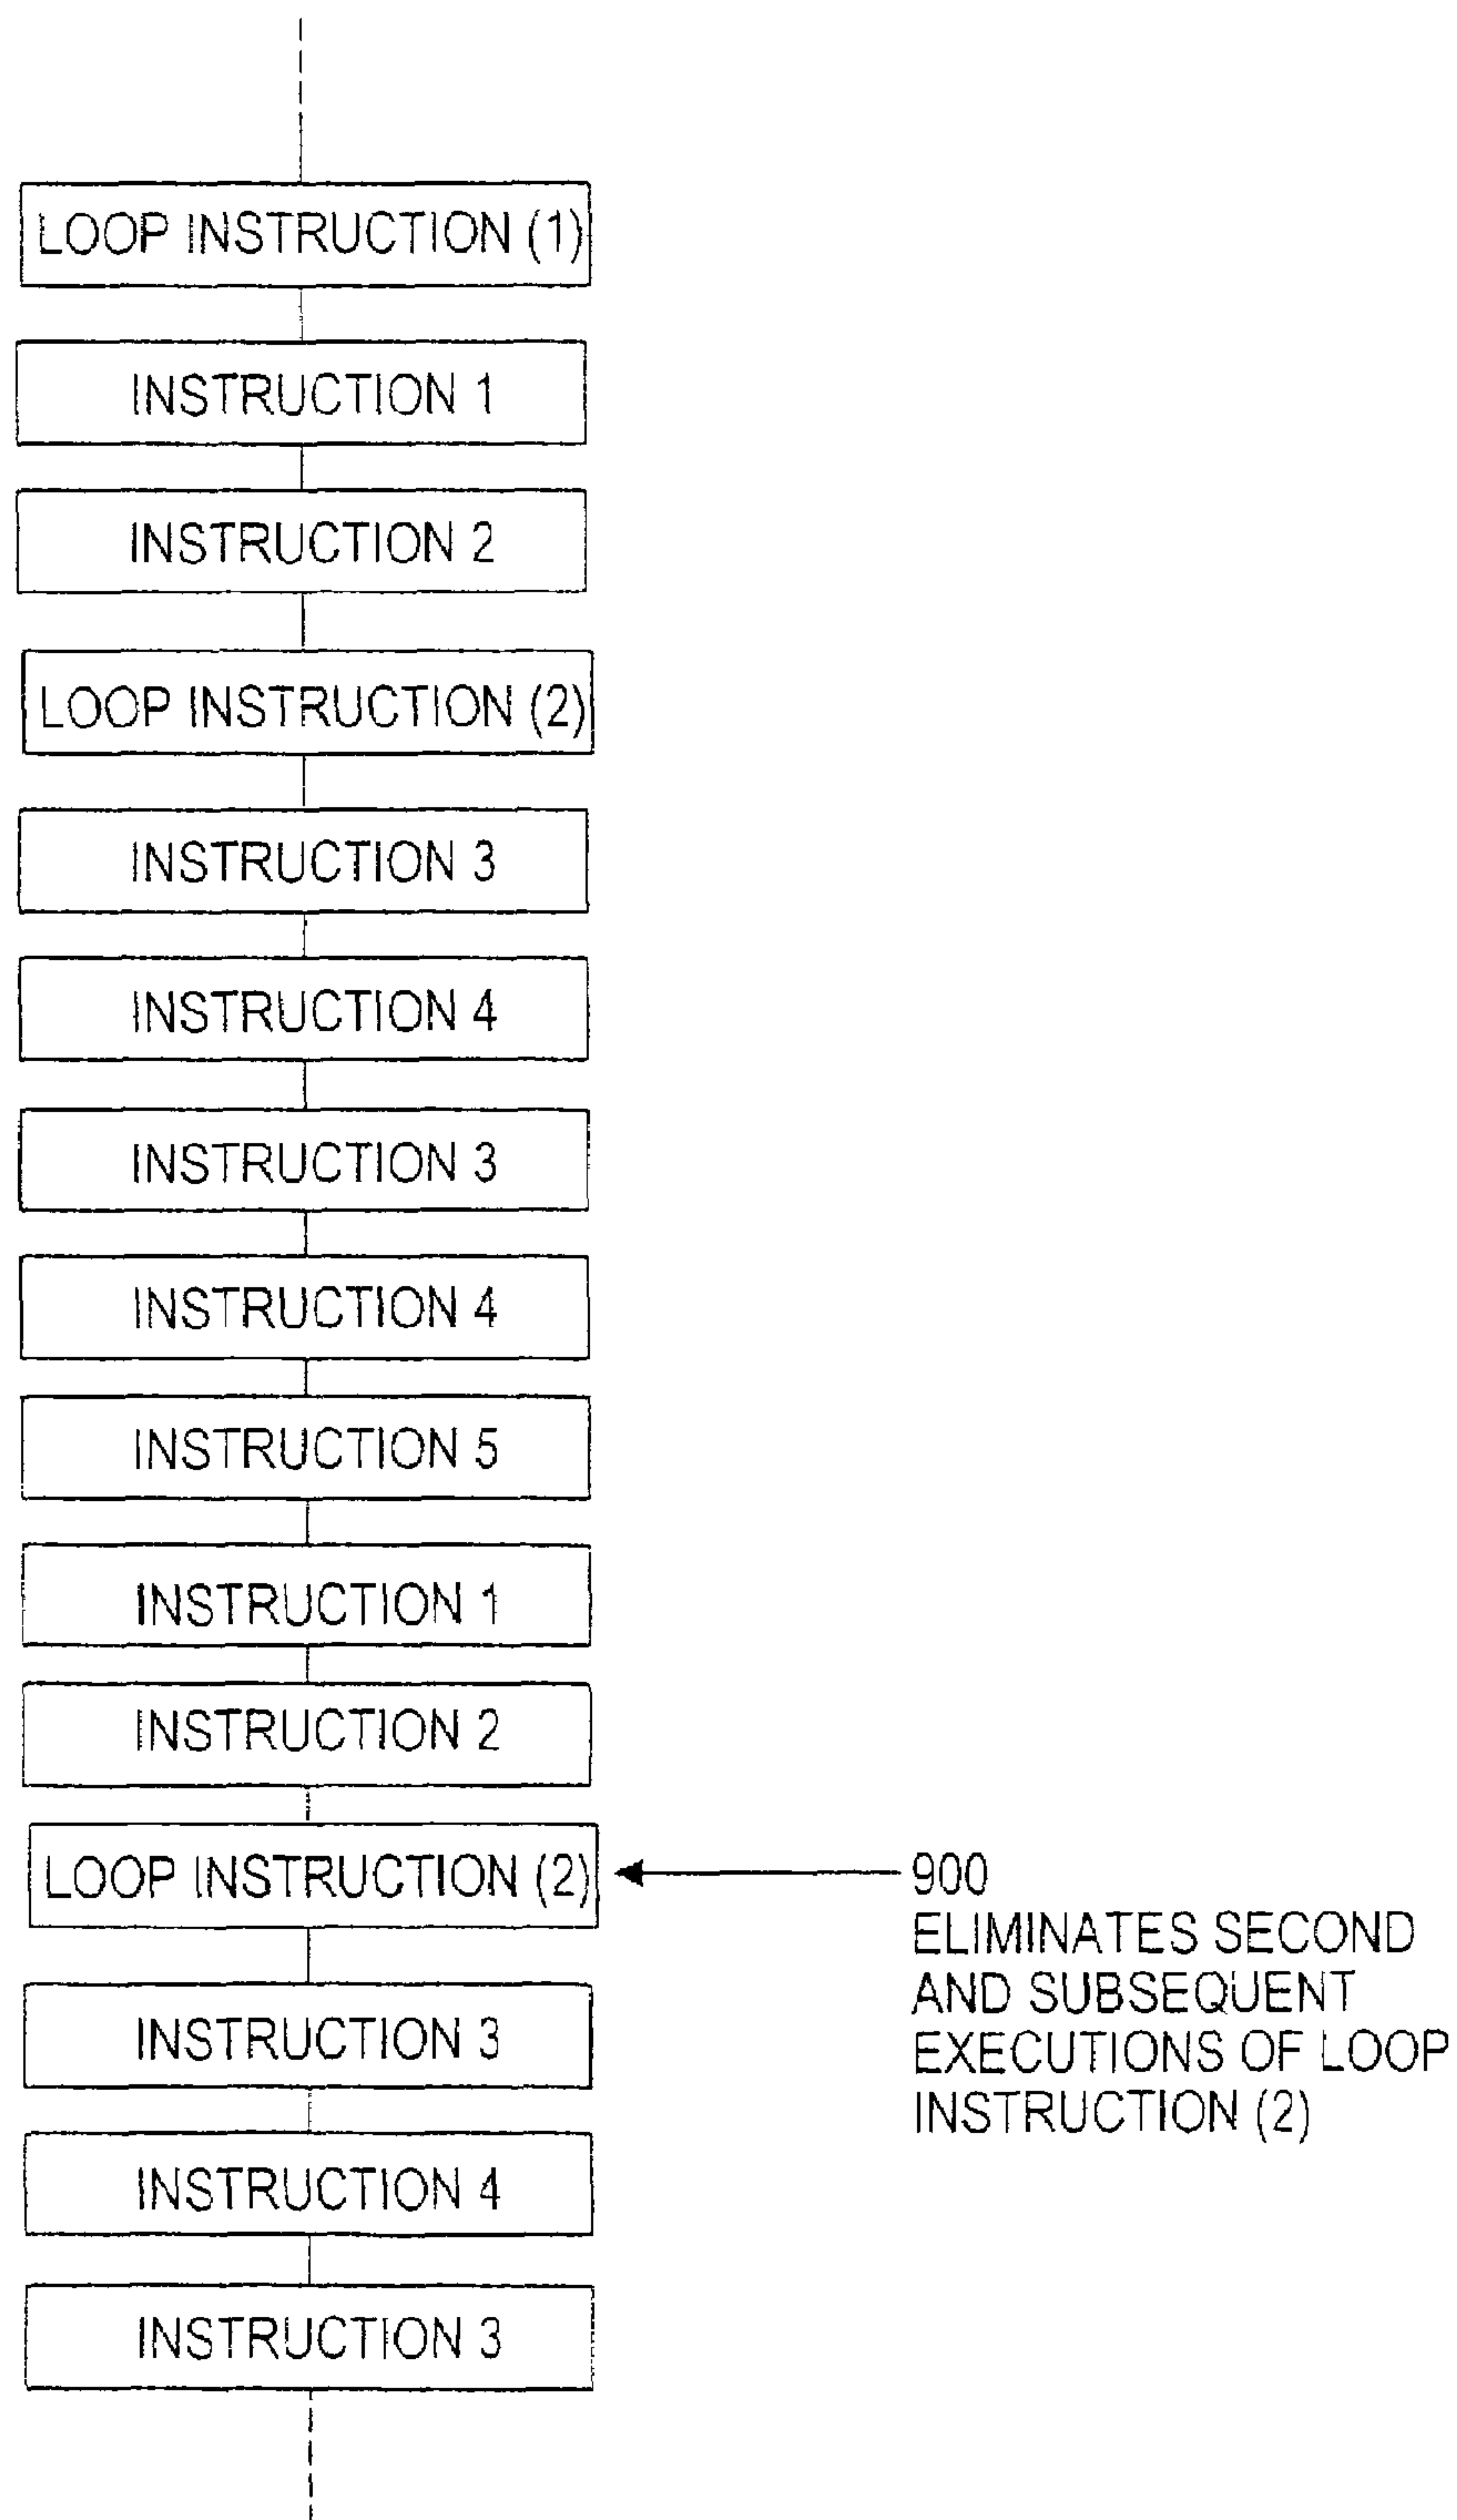 LOOP INSTRUCTION (1)
INSTRUCTION 1
INSTRUCTION 2
LOOP INSTRUCTION (2)
INSTRUCTION 3
INSTRUCTION 4
INSTRUCTION 3
INSTRUCTION 4
INSTRUCTION 5
INSTRUCTION 1
INSTRUCTION 2
LOOP INSTRUCTION (2)
900
ELIMINATES SECOND
AND SUBSEQUENT
EXECUTIONS OF LOOP
INSTRUCTION (2)
INSTRUCTION 3
INSTRUCTION 4
INSTRUCTION 3